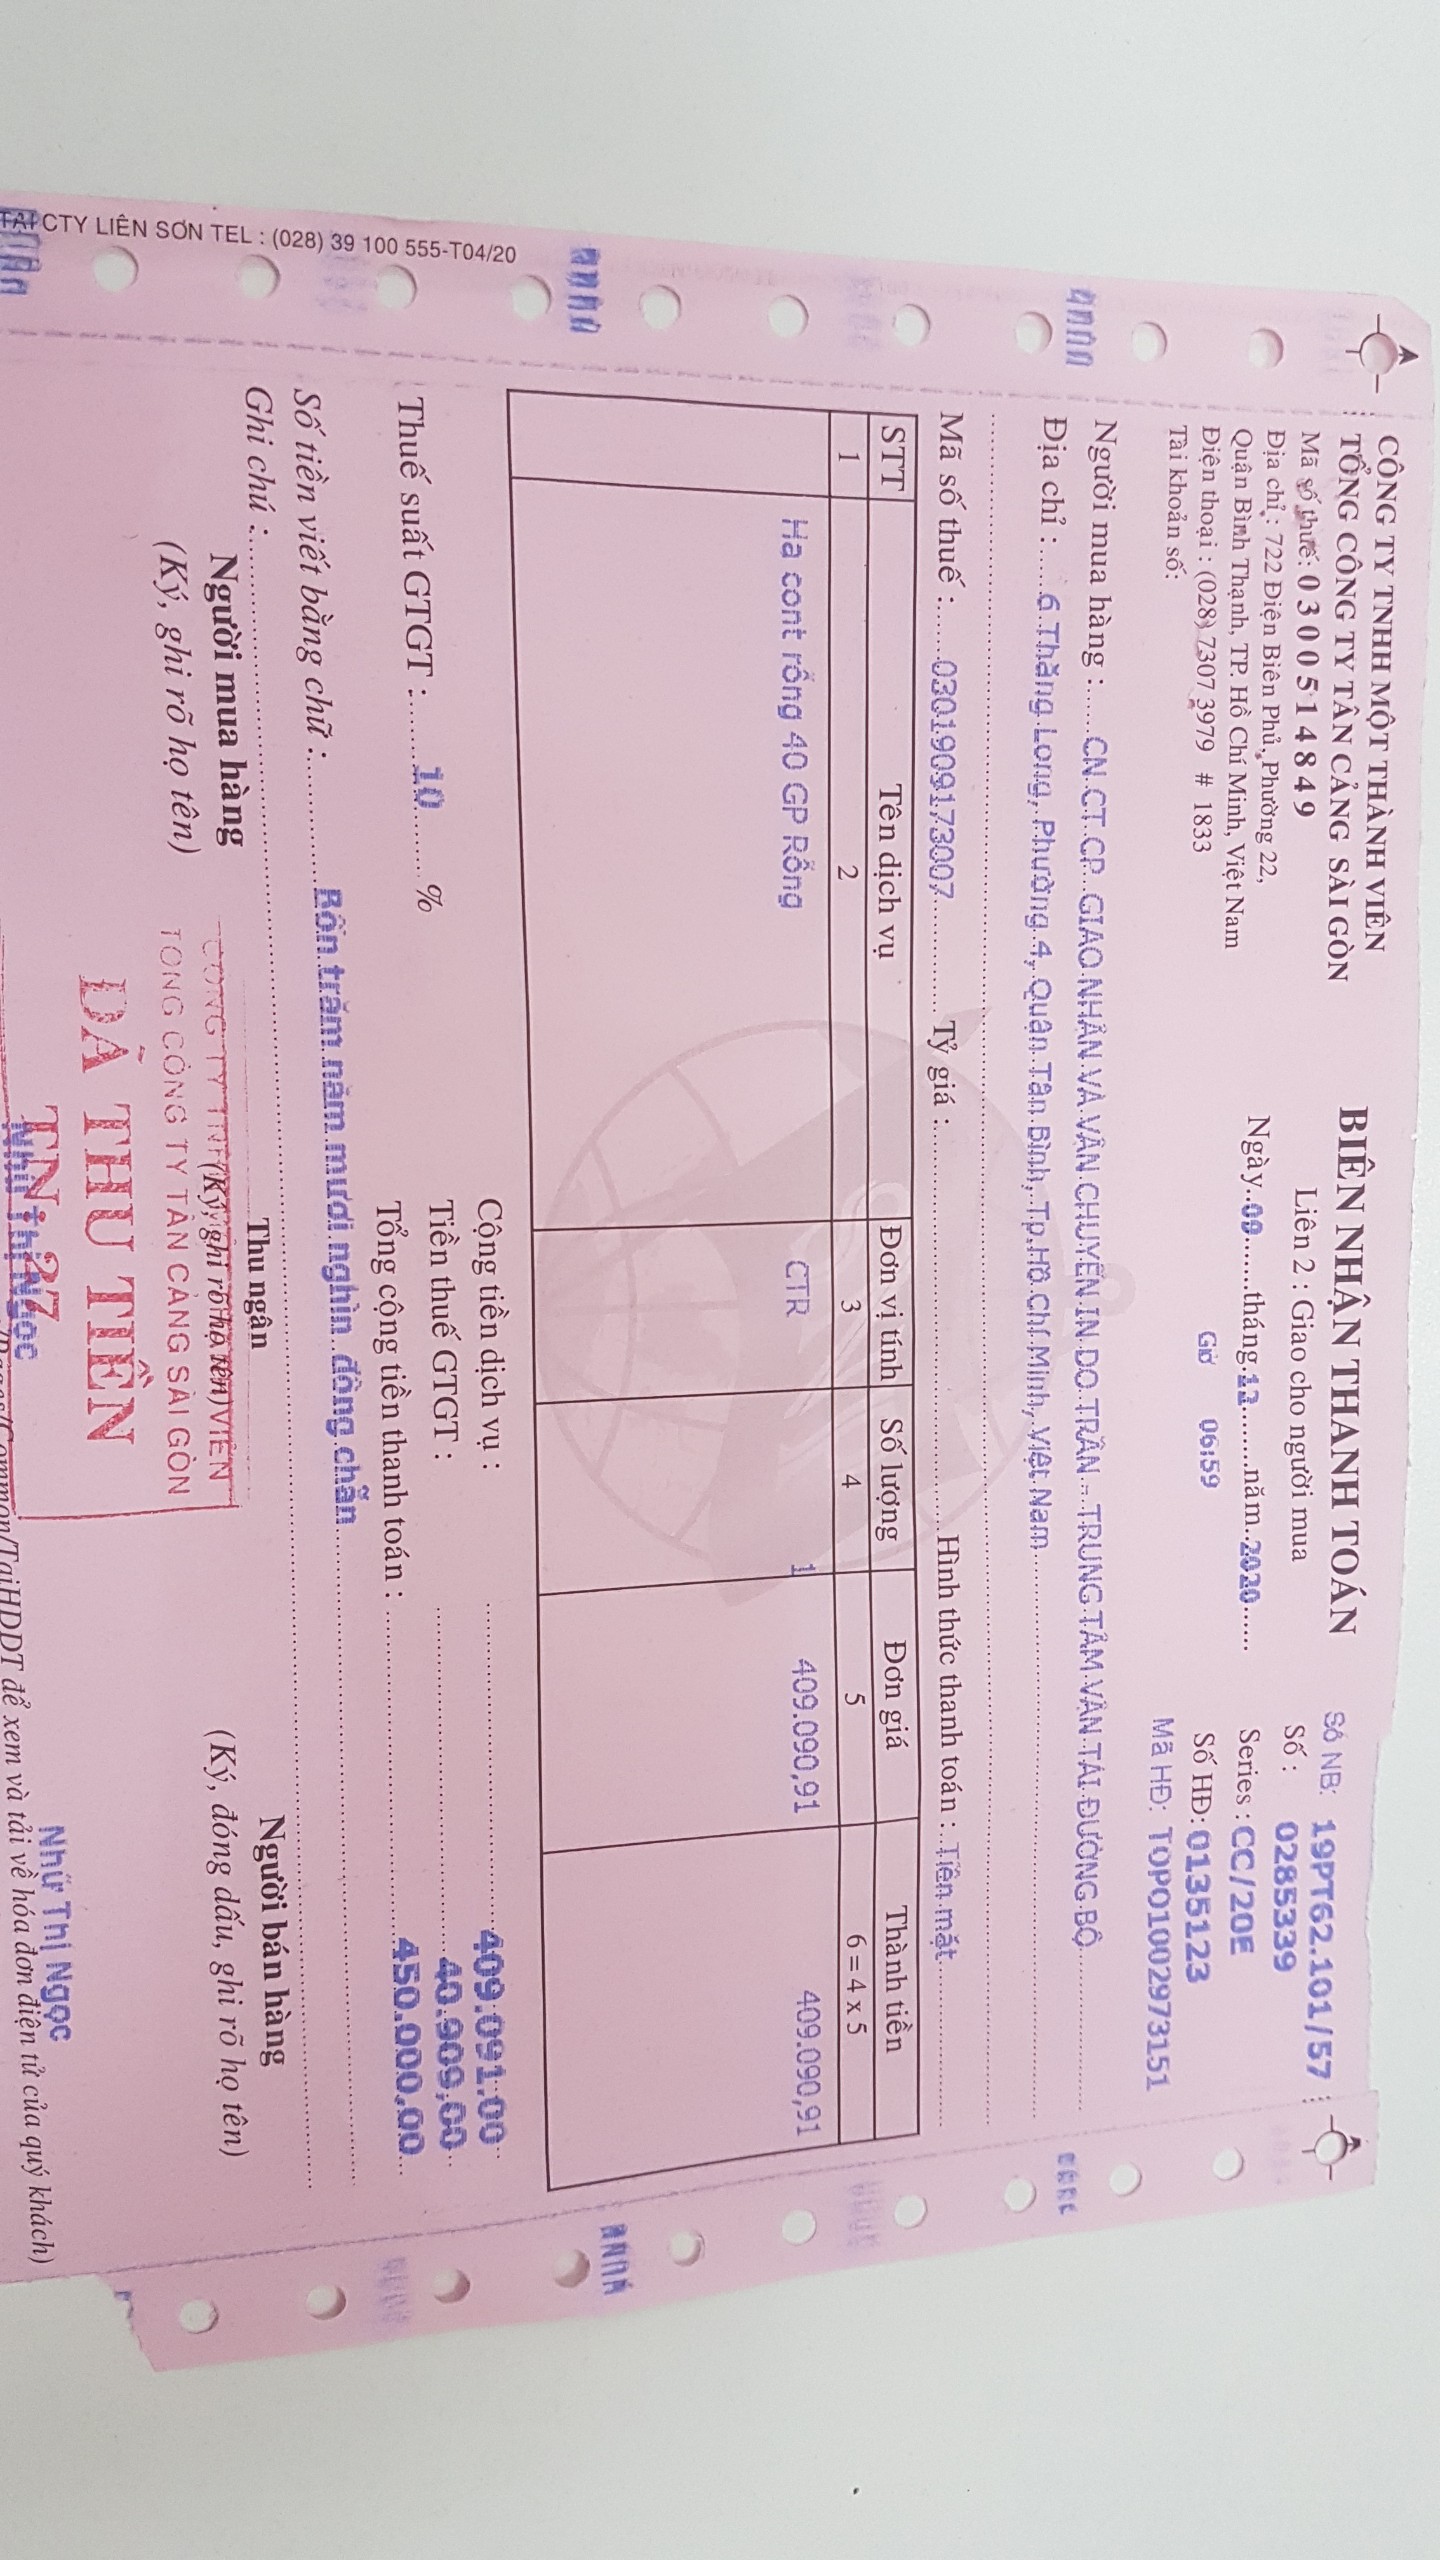 CÔNG TY TNHH MỘT THÀNH VIÊN
TỔNG CÔNG TY TÂN CẢNG SÀI GÒN
Mã số thuế: 0300514849
Địa chỉ : 722 Điện Biên Phủ, Phường 22,
Quận Bình Thạnh, TP. Hồ Chí Minh, Việt Nam
Điện thoại : (028) 7307 3979 # 1833
Tài khoản số:
BIÊN NHẬN THANH TOÁN
Liên 2 : Giao cho người mua
Ngày..09.......tháng.12........năm..2020......
Giờ 06:59
Số NB: 19PT62.101/57
Số : 0285339
Series : CC/20E
Số HĐ: 0135123
Mã HĐ: TOPO1002973151
Người mua hàng : CN.CT.CP. GIAO NHẬN VÀ VẬN CHUYỂN IN DO TRẦN - TRUNG TÂM VẬN TẢI ĐƯỜNG BỘ
Địa chỉ : 6 Thăng Long, Phường 4, Quận Tân Bình, Tp.Hồ Chí Minh, Việt Nam
Mã số thuế : 0301909173007 Tỷ giá : Hình thức thanh toán : Tiền mặt
STT Tên dịch vụ Đơn vị tính Số lượng Đơn giá Thành tiền
1 2 3 4 5 6 = 4 x 5
Hạ cont rỗng 40 GP Rỗng CTR 1 409.090,91 409.090,91
Cộng tiền dịch vụ : 409.091.00
Thuế suất GTGT : 10 % Tiền thuế GTGT : 40.909,00
Tổng cộng tiền thanh toán : 450.000,00
Số tiền viết bằng chữ : Bốn trăm năm mươi nghìn đồng chẵn
Ghi chú :
Người mua hàng
(Ký, ghi rõ họ tên)
Thu ngân
(Ký, ghi rõ họ tên)
Người bán hàng
(Ký, đóng dấu, ghi rõ họ tên)
CÔNG TY TNHH MỘT THÀNH VIÊN
TỔNG CÔNG TY TÂN CẢNG SÀI GÒN
ĐÃ THU TIỀN
TN: 27
Nhữ Thị Ngọc
Nhữ Thị Ngọc
/Common/TaiHDDT để xem và tải về hóa đơn điện tử của quý khách)
CTY LIÊN SƠN TEL : (028) 39 100 555-T04/20